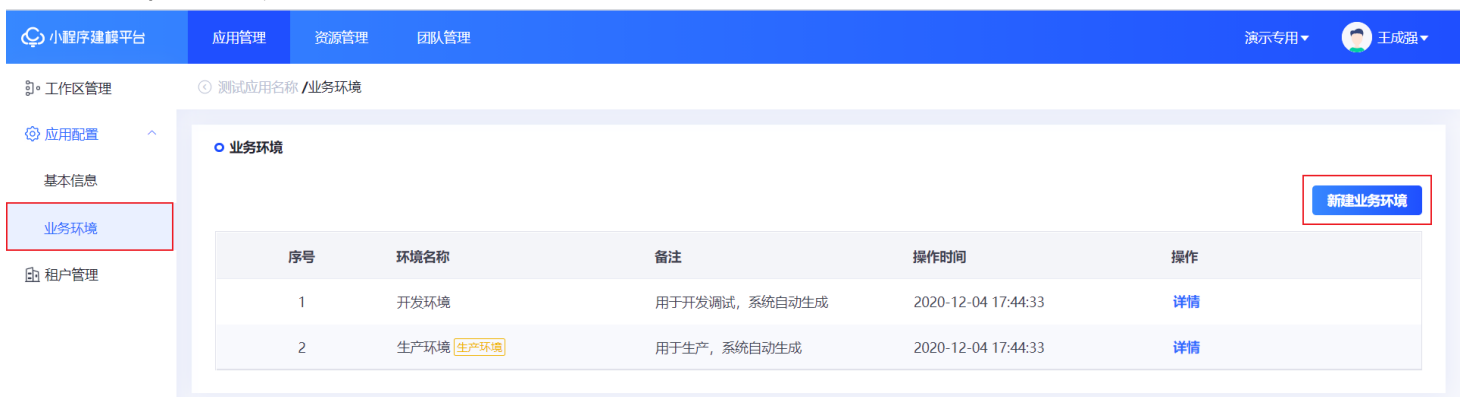 小程序建模平台 应用管理 资源管理 团队管理 演示专用 王成强
工作区管理
测试应用名称 /业务环境
应用配置
业务环境
基本信息
新建业务环境
业务环境
序号 环境名称 备注 操作时间 操作
租户管理
1 开发环境 用于开发调试，系统自动生成 2020-12-04 17:44:33 详情
2 生产环境 生产环境 用于生产，系统自动生成 2020-12-04 17:44:33 详情